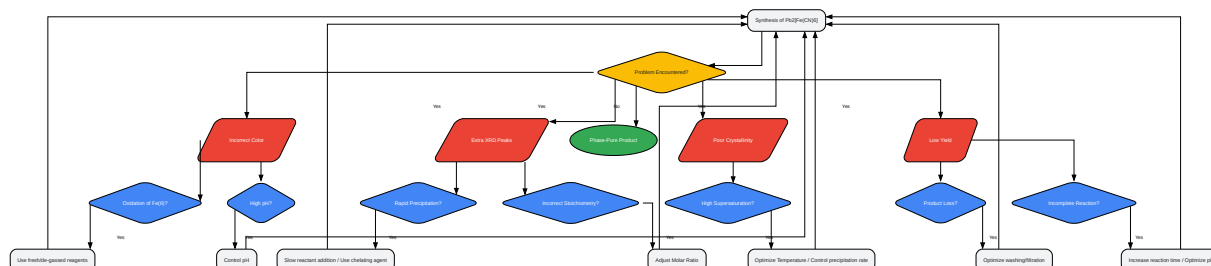 Synthesis of Pb2[Fe(CN)6]
Problem Encountered?
Yes
Yes
No
Yes
Yes
Incorrect Color
Extra XRD Peaks
Phase-Pure Product
Poor Crystallinity
Low Yield
Oxidation of Fe(II)?
High pH?
Rapid Precipitation?
Incorrect Stoichiometry?
High Supersaturation?
Product Loss?
Incomplete Reaction?
Yes
Yes
Yes
Yes
Yes
Yes
Yes
Use fresh/de-gassed reagents
Control pH
Slow reactant addition / Use chelating agent
Adjust Molar Ratio
Optimize Temperature / Control precipitation rate
Optimize washing/filtration
Increase reaction time / Optimize